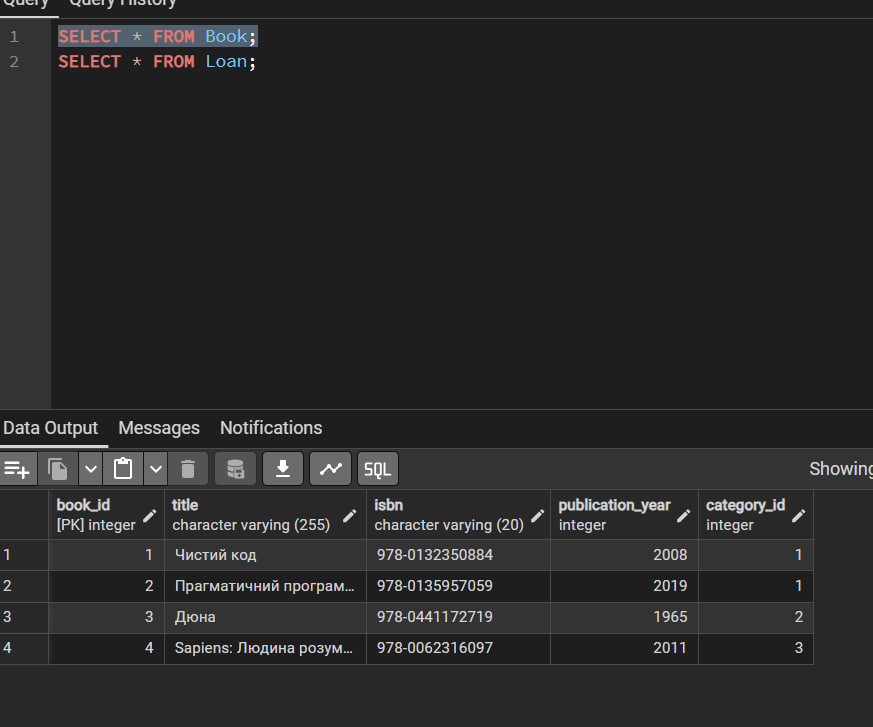 Query Query History
1 SELECT * FROM Book;
2 SELECT * FROM Loan;
Data Output Messages Notifications
SQL
Showing
book_id title isbn publication_year category_id
[PK] integer character varying (255) character varying (20) integer integer
1 1 Чистий код 978-0132350884 2008 1
2 2 Прагматичний програм… 978-0135957059 2019 1
3 3 Дюна 978-0441172719 1965 2
4 4 Sapiens: Людина розум… 978-0062316097 2011 3